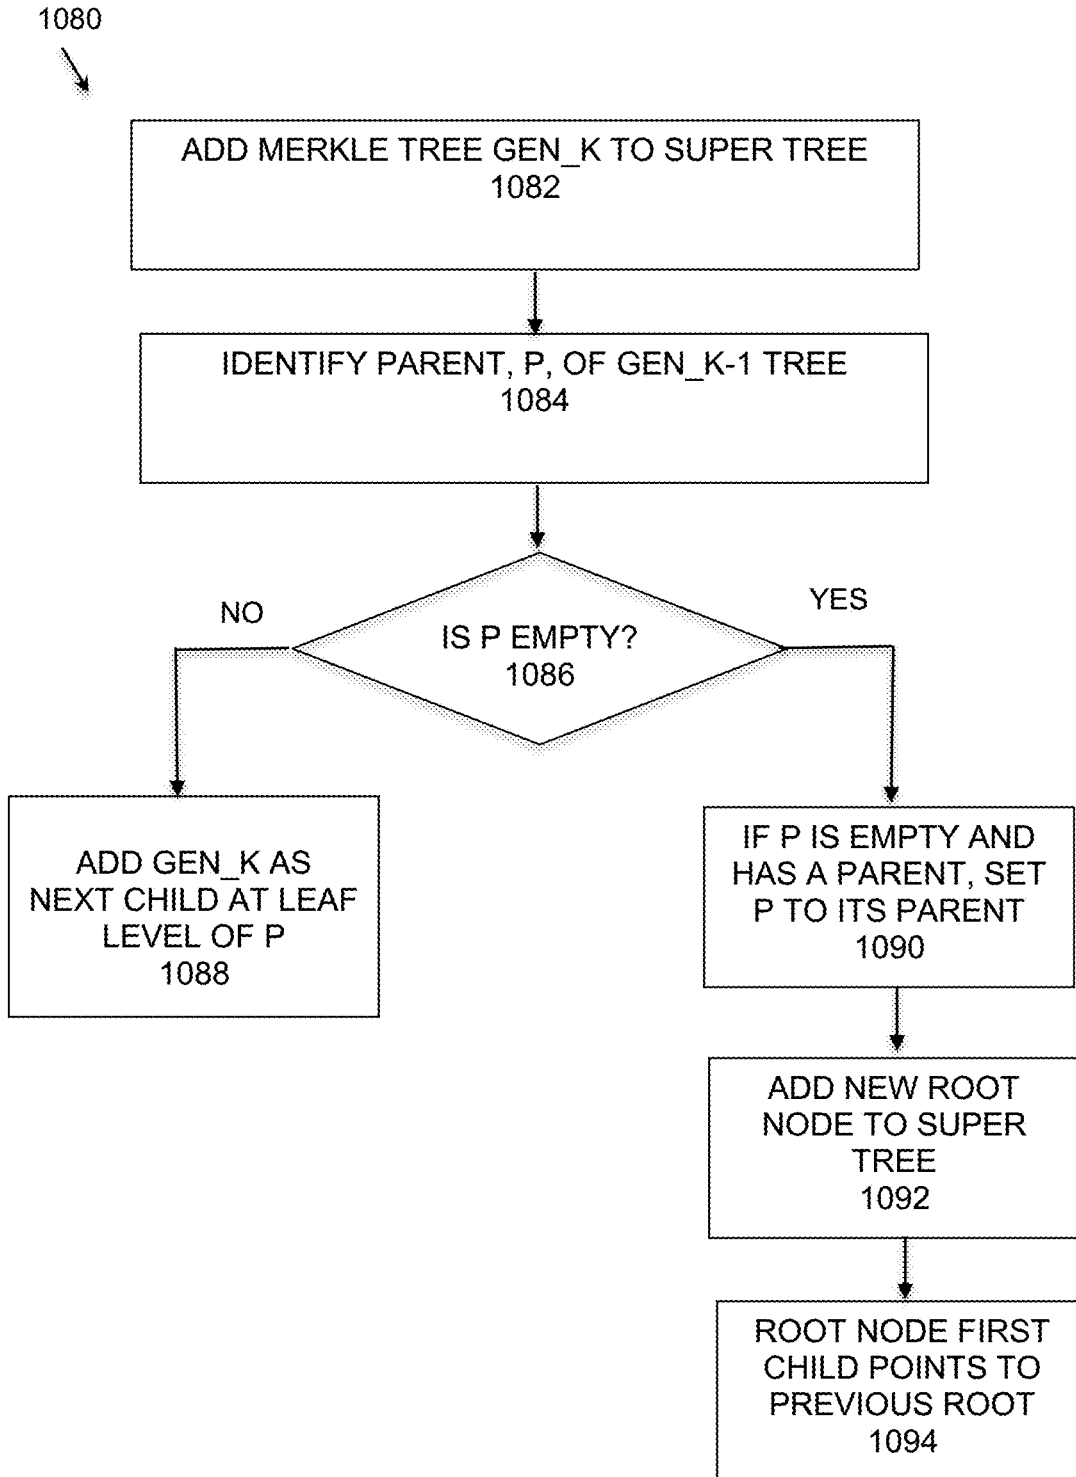 1080
ADD MERKLE TREE GEN_K TO SUPER TREE
1082
IDENTIFY PARENT, P, OF GEN_K-1 TREE
1084
NO
YES
IS P EMPTY?
1086
ADD GEN_K AS
NEXT CHILD AT LEAF
LEVEL OF P
1088
IF P IS EMPTY AND
HAS A PARENT, SET
P TO ITS PARENT
1090
ADD NEW ROOT
NODE TO SUPER
TREE
1092
ROOT NODE FIRST
CHILD POINTS TO
PREVIOUS ROOT
1094